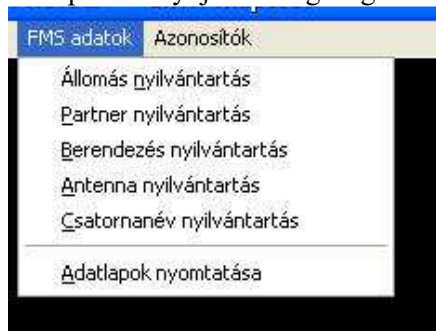 FMS adatok Azonosítók
Állomás nyilvántartás
Partner nyilvántartás
Berendezés nyilvántartás
Antenna nyilvántartás
Csatornanév nyilvántartás
Adatlapok nyomtatása